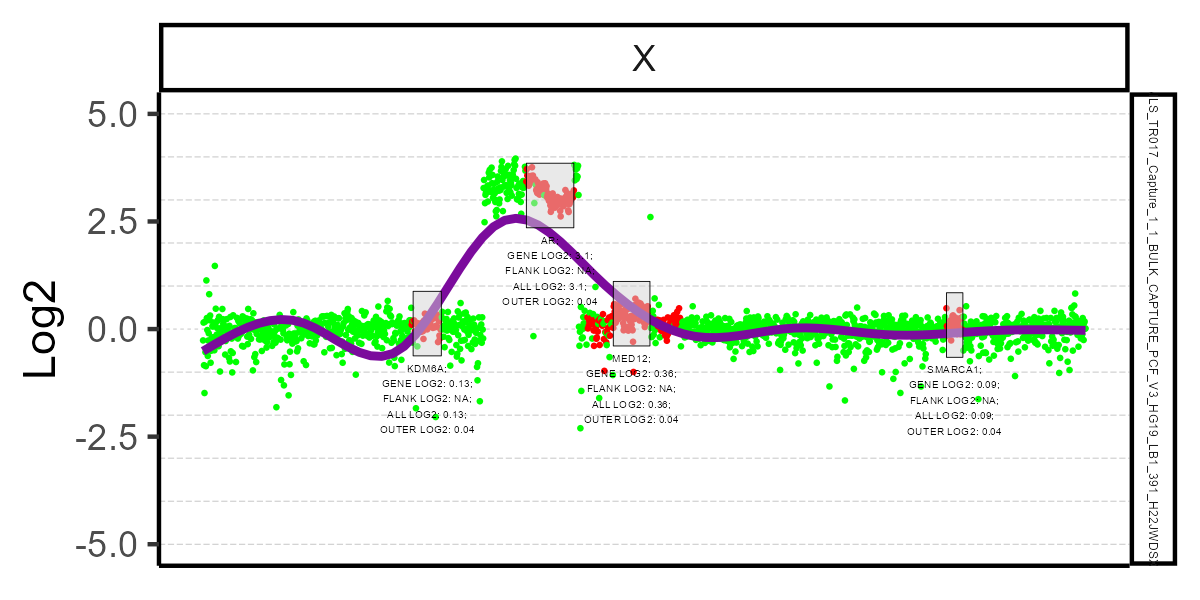 X
Log2
5.0
2.5
0.0
-2.5
-5.0
AR;
GENE LOG2: 3.1;
FLANK LOG2: NA;
ALL LOG2: 3.1;
OUTER LOG2: 0.04
KDM6A;
GENE LOG2: 0.13;
FLANK LOG2: NA;
ALL LOG2: 0.13;
OUTER LOG2: 0.04
MED12;
GENE LOG2: 0.36;
FLANK LOG2: NA;
ALL LOG2: 0.36;
OUTER LOG2: 0.04
SMARCA1;
GENE LOG2: 0.09;
FLANK LOG2: NA;
ALL LOG2: 0.09;
OUTER LOG2: 0.04
LS_TR017_Capture_1_1_BULK_CAPTURE_PCF_V3_HG19_LB1_391_H22JWDS